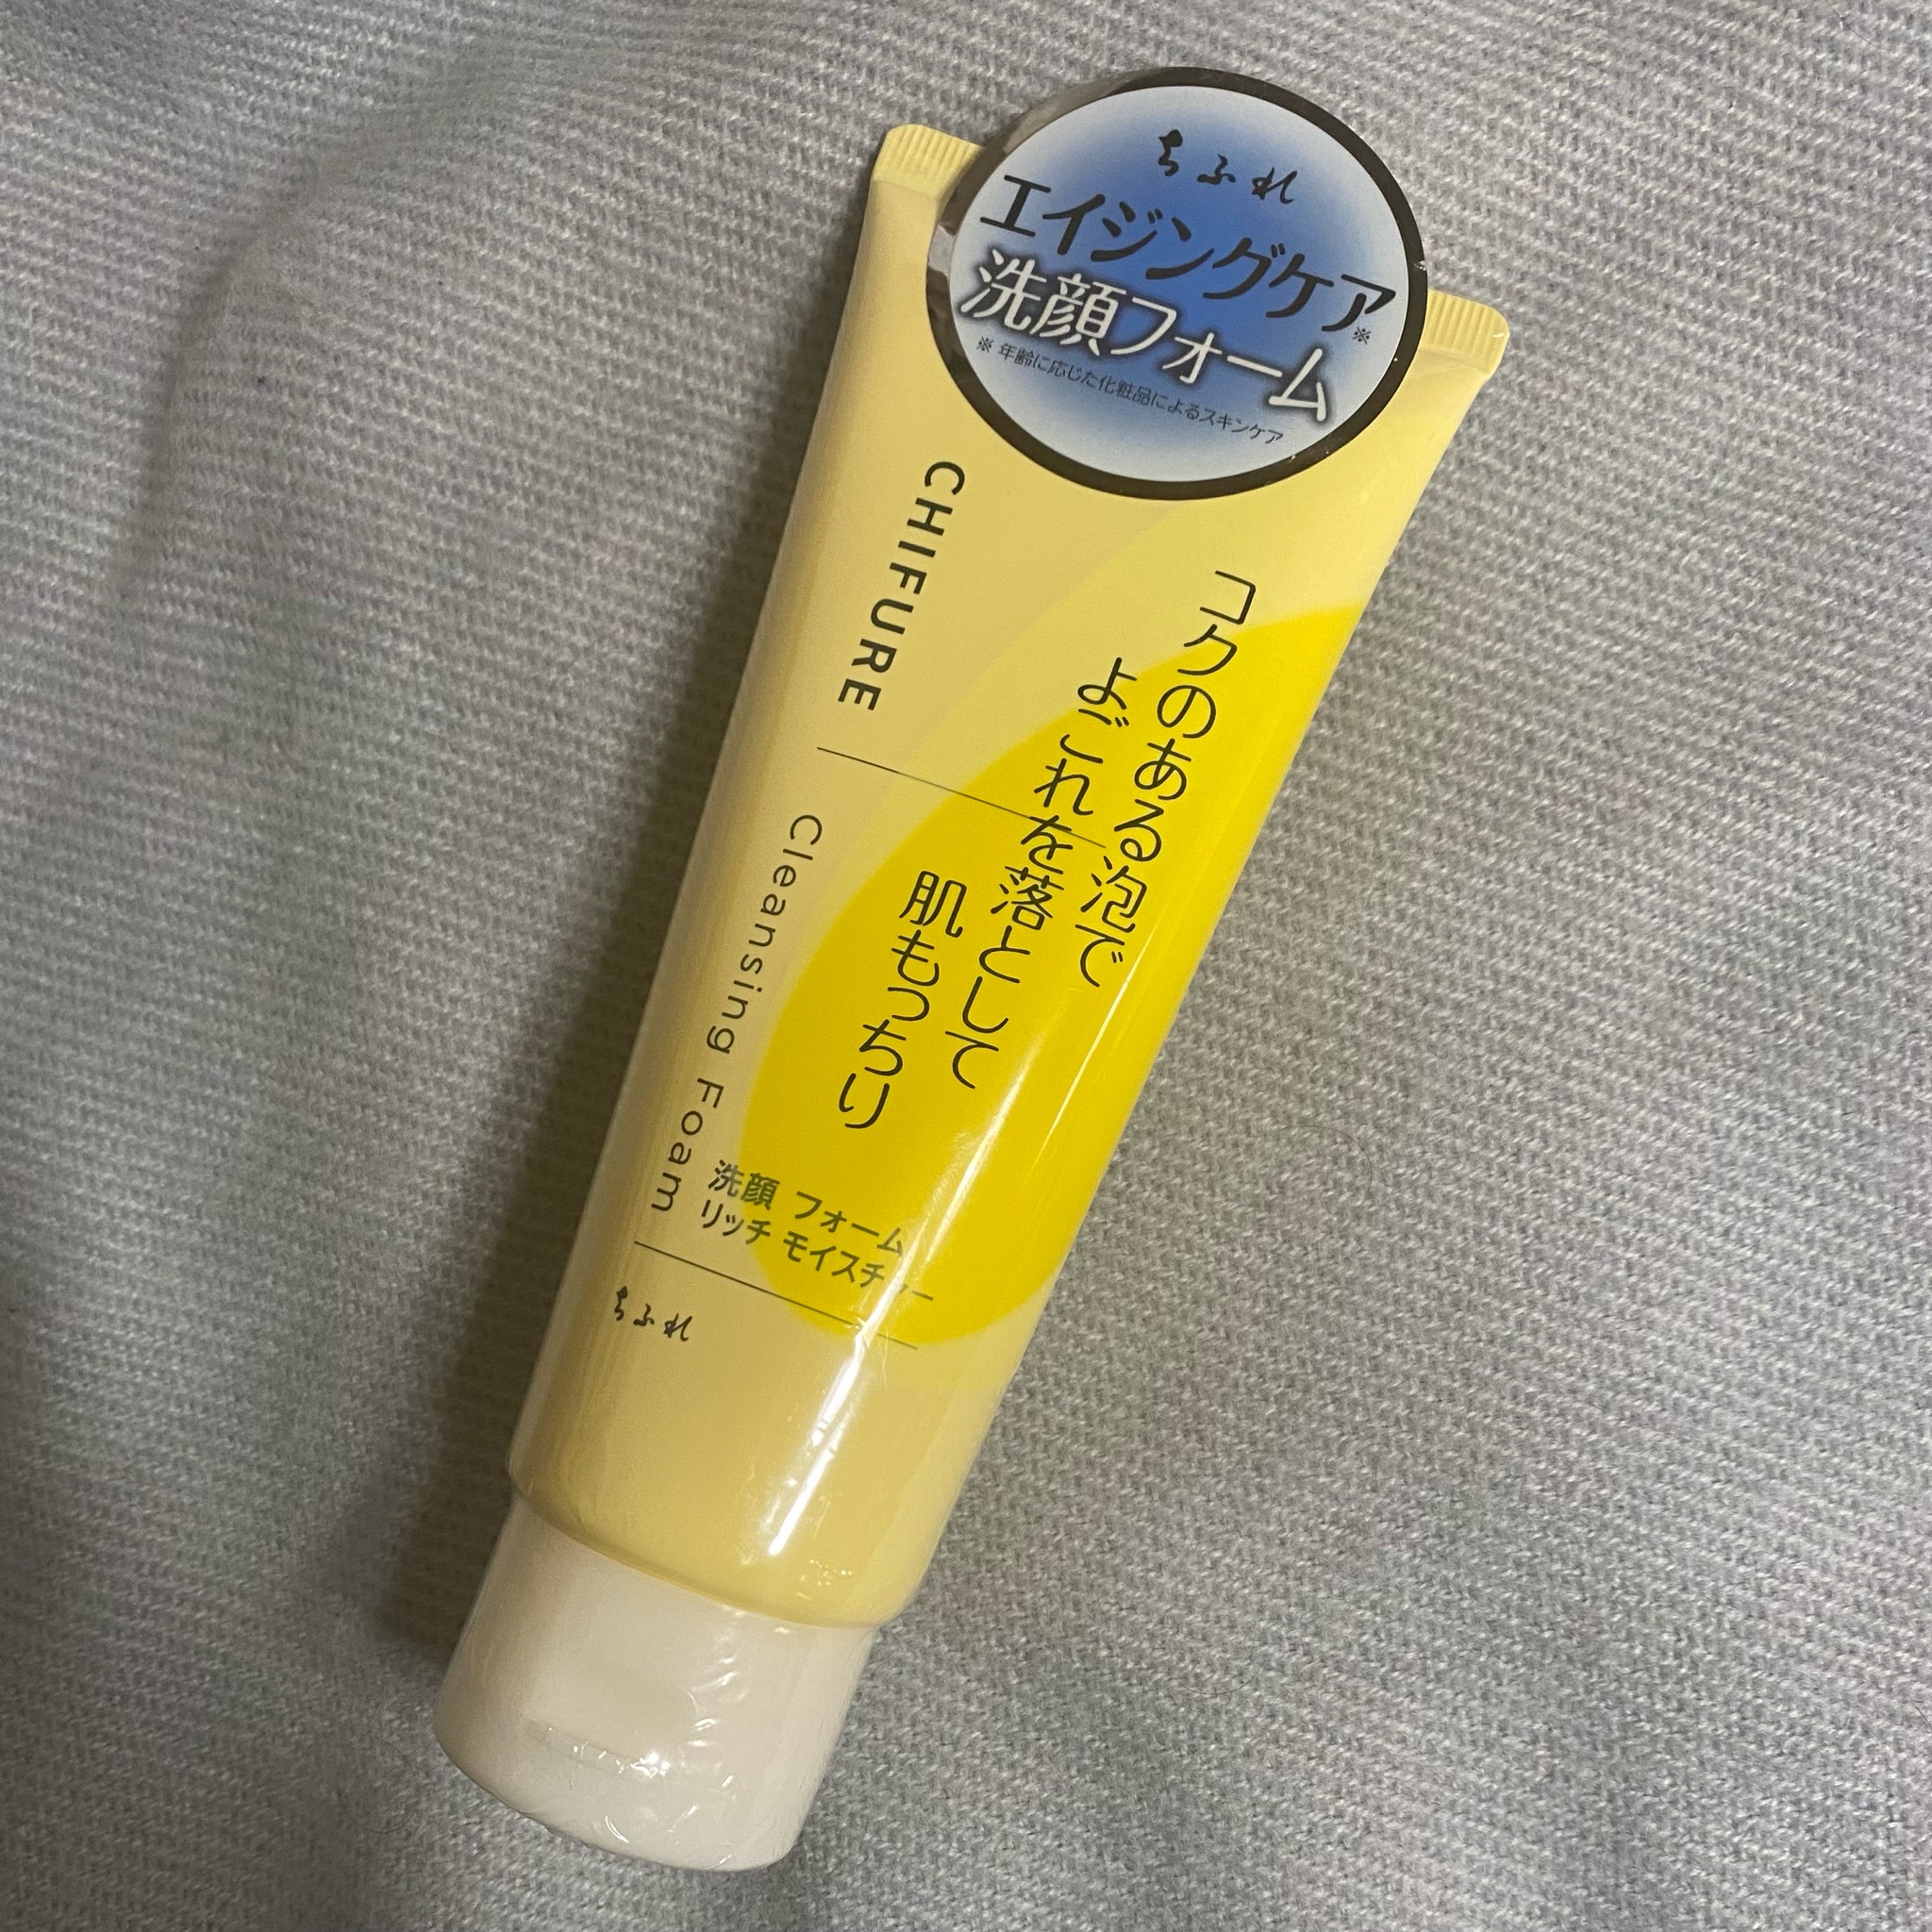 ちふれ
エイジングケア※
洗顔フォーム
※ 年齢に応じた化粧品によるスキンケア
CHIFURE
コクのある泡で
よごれを落として
肌もっちり
Cleansing Foam
洗顔 フォーム
リッチ モイスチャー
ちふれ